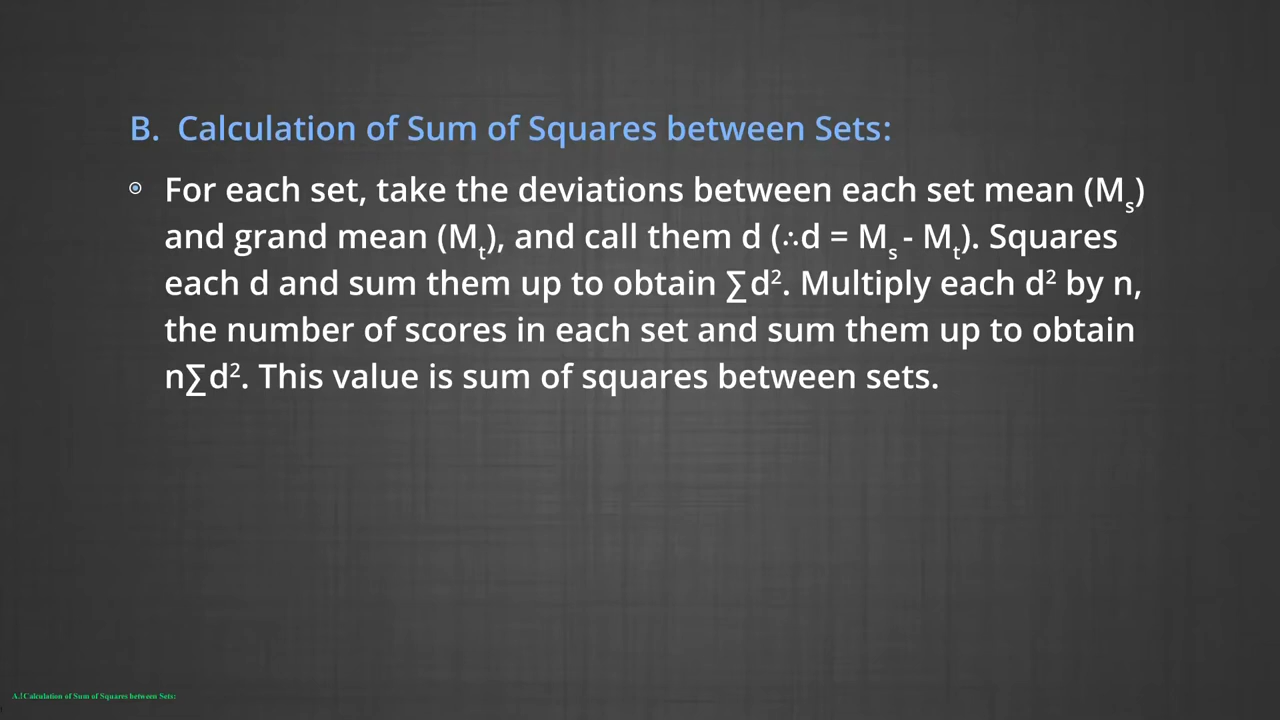 B. Calculation of Sum of Squares between Sets:
For each set, take the deviations between each set mean (Mₛ)
and grand mean (Mₜ), and call them d (∴d = Mₛ - Mₜ). Squares
each d and sum them up to obtain ∑d². Multiply each d² by n,
the number of scores in each set and sum them up to obtain
n∑d². This value is sum of squares between sets.
A.!Calculation of Sum of Squares between Sets: